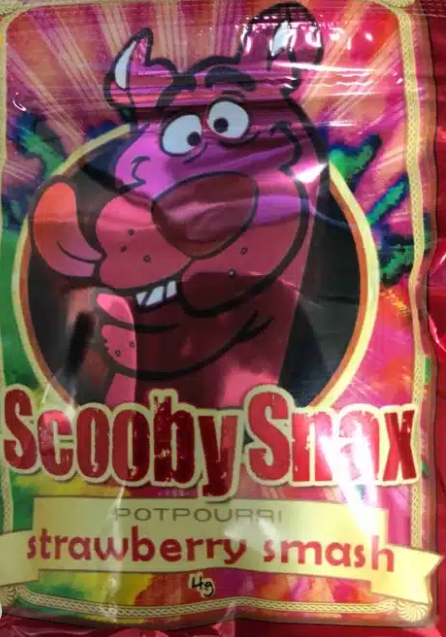 Scooby Snax
POTPOURRI
strawberry smash
4g